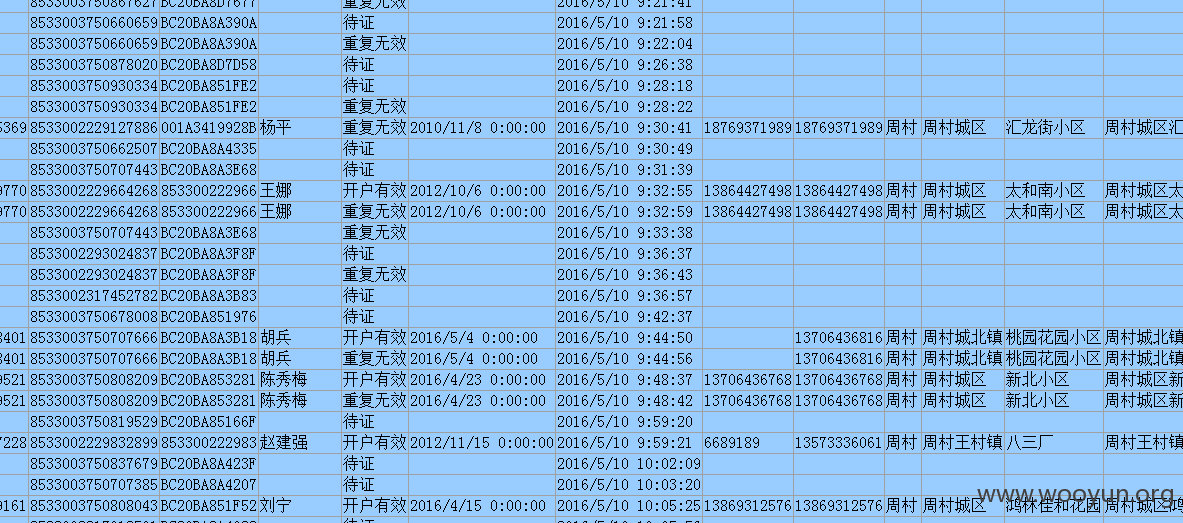 8533003750867627 BC20BA8D7677 重复无效 2016/5/10 9:21:41
8533003750660659 BC20BA8A390A 待证 2016/5/10 9:21:58
8533003750660659 BC20BA8A390A 重复无效 2016/5/10 9:22:04
8533003750878020 BC20BA8D7D58 待证 2016/5/10 9:26:38
8533003750930334 BC20BA851FE2 待证 2016/5/10 9:28:18
8533003750930334 BC20BA851FE2 重复无效 2016/5/10 9:28:22
5369 8533002229127886 001A3419928B 杨平 重复无效 2010/11/8 0:00:00 2016/5/10 9:30:41 18769371989 18769371989 周村 周村城区 汇龙街小区 周村城区汇
8533003750662507 BC20BA8A4335 待证 2016/5/10 9:30:49
8533003750707443 BC20BA8A3E68 待证 2016/5/10 9:31:39
9770 8533002229664268 853300222966 王娜 开户有效 2012/10/6 0:00:00 2016/5/10 9:32:55 13864427498 13864427498 周村 周村城区 太和南小区 周村城区太
9770 8533002229664268 853300222966 王娜 重复无效 2012/10/6 0:00:00 2016/5/10 9:32:59 13864427498 13864427498 周村 周村城区 太和南小区 周村城区太
8533003750707443 BC20BA8A3E68 重复无效 2016/5/10 9:33:38
8533002293024837 BC20BA8A3F8F 待证 2016/5/10 9:36:37
8533002293024837 BC20BA8A3F8F 重复无效 2016/5/10 9:36:43
8533002317452782 BC20BA8A3B83 待证 2016/5/10 9:36:57
8533003750678008 BC20BA851976 待证 2016/5/10 9:42:37
8401 8533003750707666 BC20BA8A3B18 胡兵 开户有效 2016/5/4 0:00:00 2016/5/10 9:44:50 13706436816 周村 周村城北镇 桃园花园小区 周村城北镇
8401 8533003750707666 BC20BA8A3B18 胡兵 重复无效 2016/5/4 0:00:00 2016/5/10 9:44:56 13706436816 周村 周村城北镇 桃园花园小区 周村城北镇
9521 8533003750808209 BC20BA853281 陈秀梅 开户有效 2016/4/23 0:00:00 2016/5/10 9:48:37 13706436768 13706436768 周村 周村城区 新北小区 周村城区新
9521 8533003750808209 BC20BA853281 陈秀梅 重复无效 2016/4/23 0:00:00 2016/5/10 9:48:42 13706436768 13706436768 周村 周村城区 新北小区 周村城区新
8533003750819529 BC20BA85166F 待证 2016/5/10 9:59:20
7228 8533002229832899 853300222983 赵建强 开户有效 2012/11/15 0:00:00 2016/5/10 9:59:21 6689189 13573336061 周村 周村王村镇 八三厂 周村王村镇
8533003750837679 BC20BA8A423F 待证 2016/5/10 10:02:09
8533003750707385 BC20BA8A4207 待证 2016/5/10 10:03:20
9161 8533003750808043 BC20BA851F52 刘宁 开户有效 2016/4/15 0:00:00 2016/5/10 10:05:25 13869312576 13869312576 周村 周村城区 鸿林佳和花园 周村城区鸿
www.wooyun.org